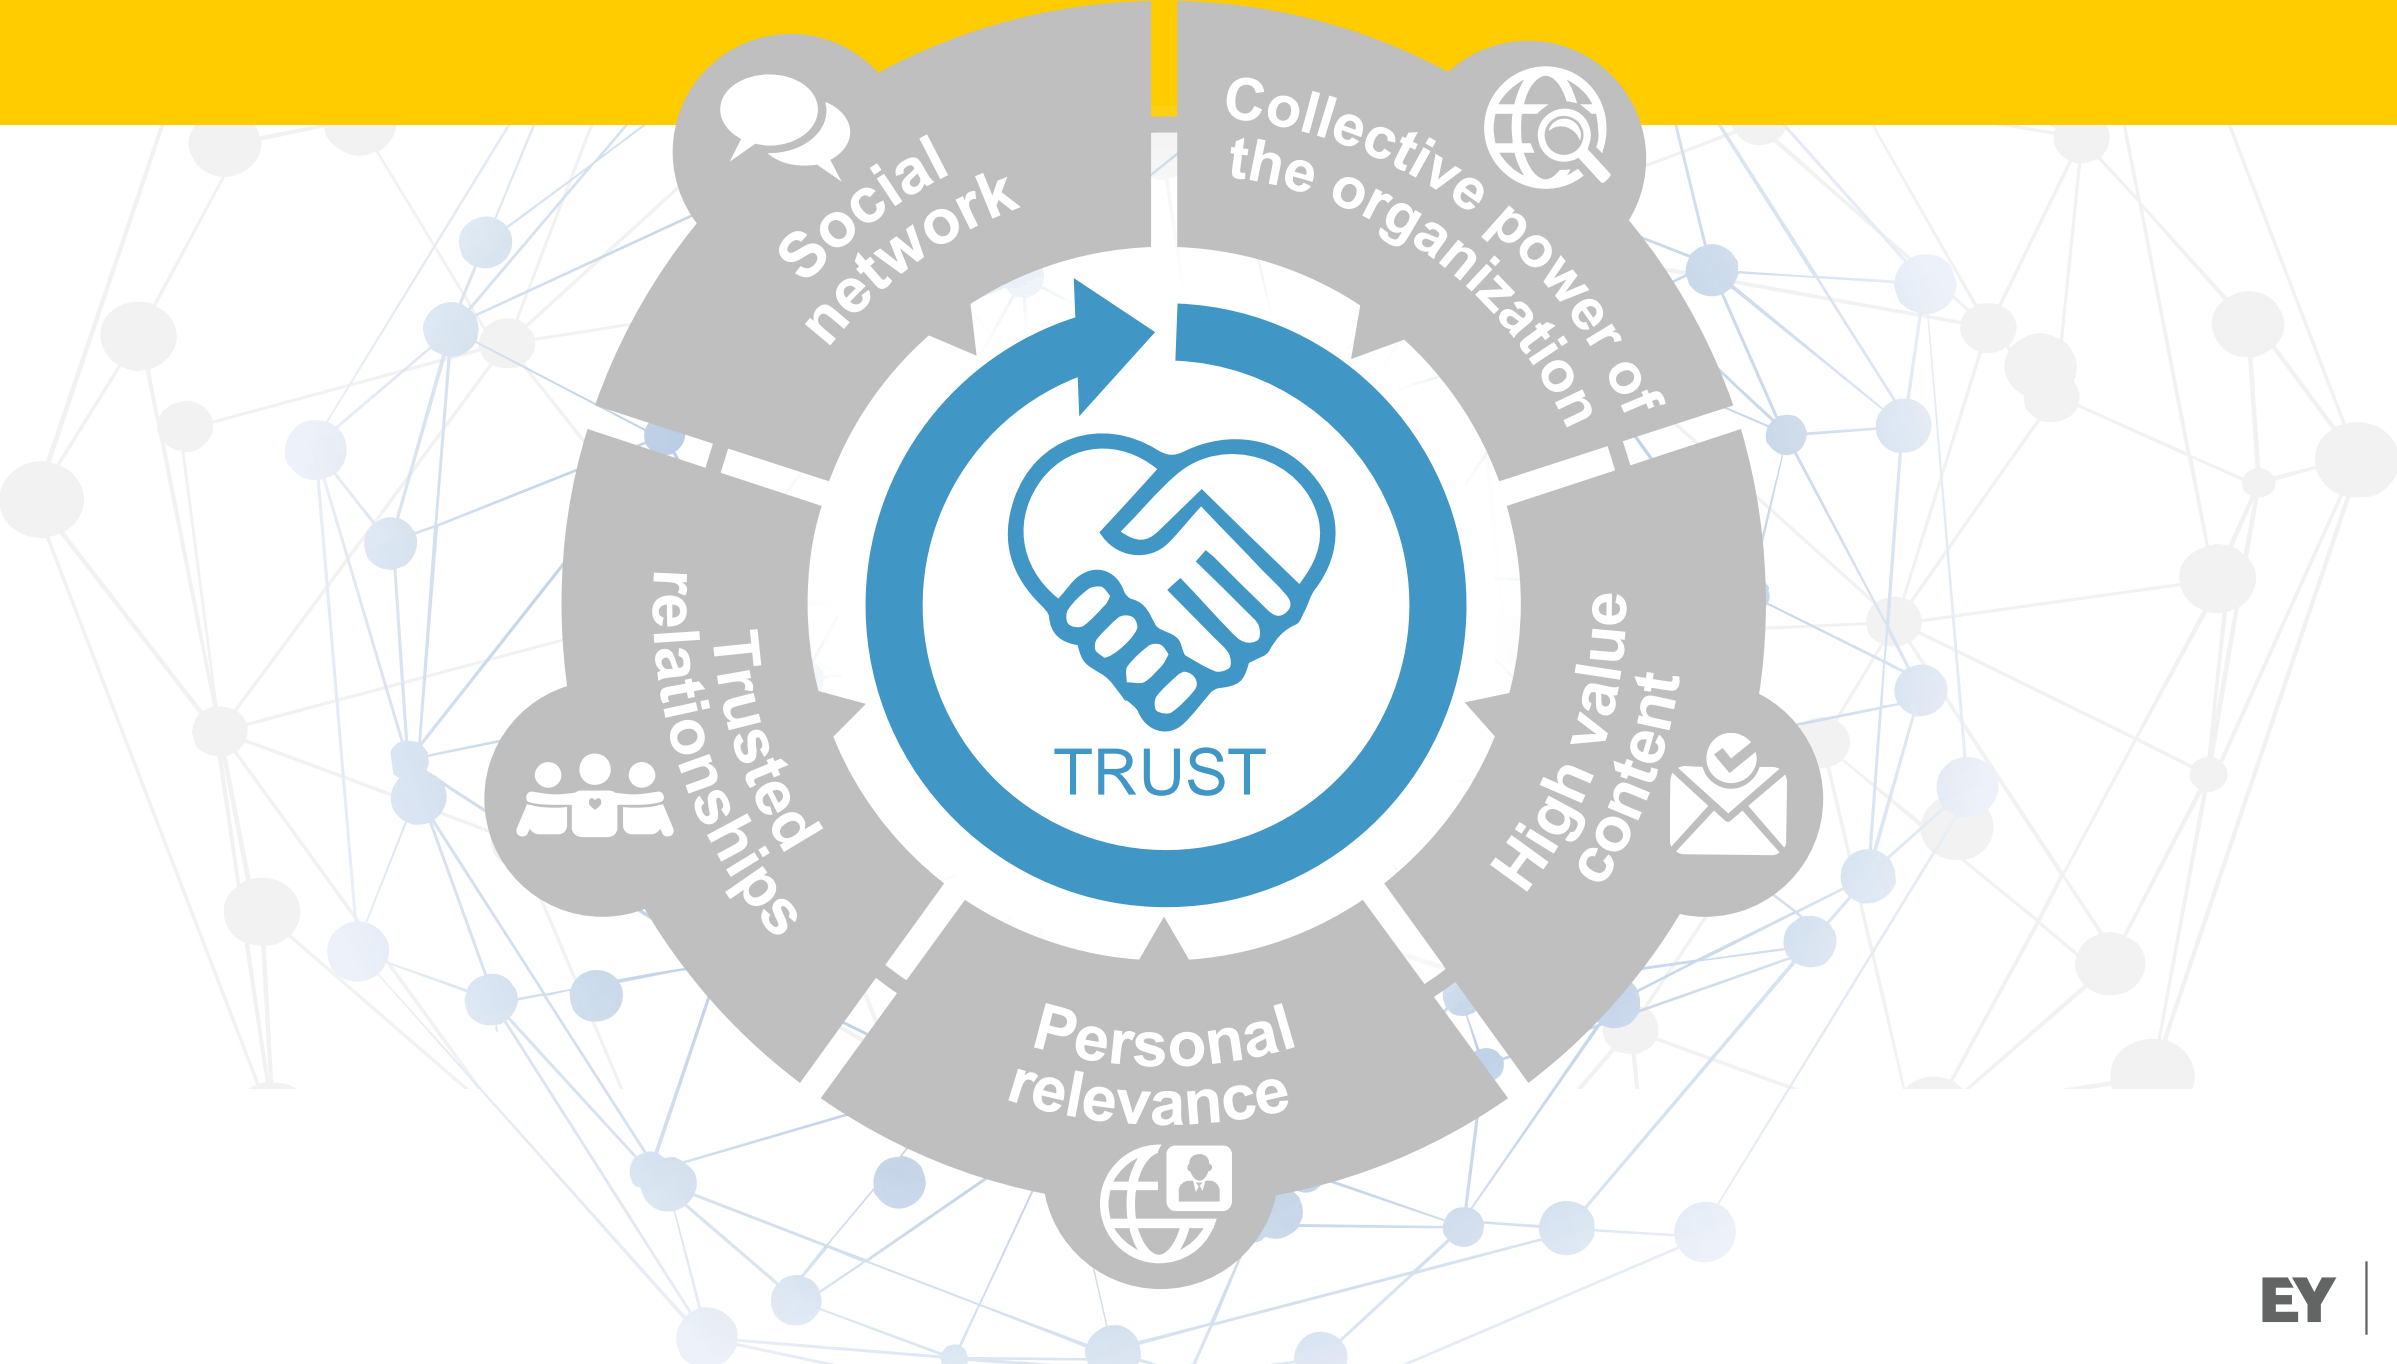 Social
network
Collective power of
the organization
Trusted
relationships
TRUST
High value
content
Personal
relevance
EY